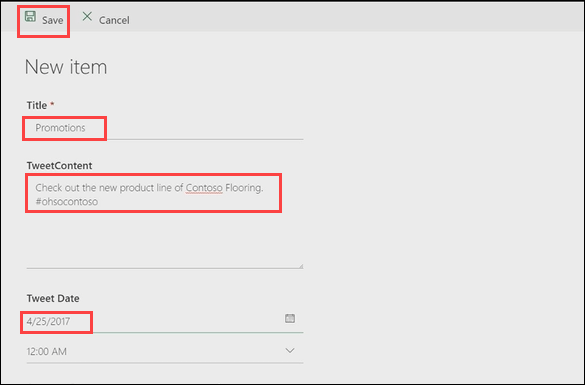 Save Cancel
New item
Title *
Promotions
TweetContent
Check out the new product line of Contoso Flooring.
#ohsocontoso
Tweet Date
4/25/2017
12:00 AM